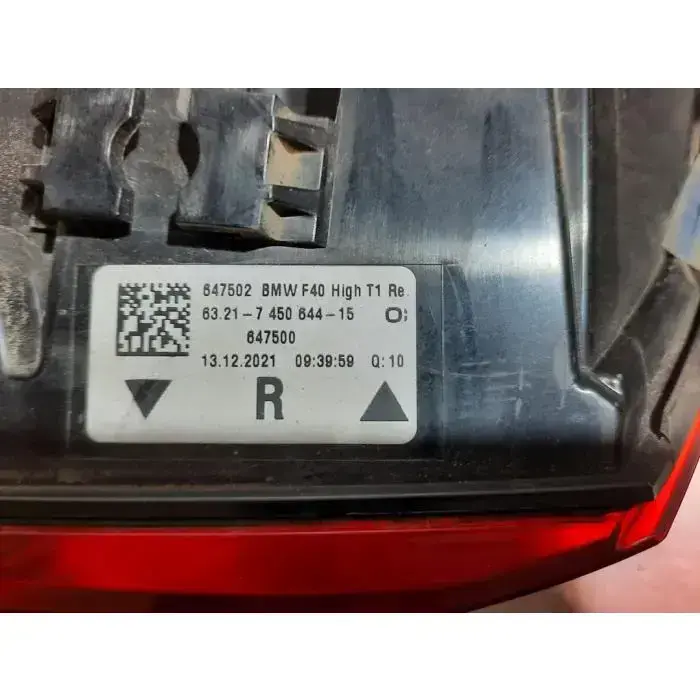 647502 BMW F40 High T1 Re.
63.21-7 450 644-15 O;
647500
13.12.2021 09:39:59 Q:10
R